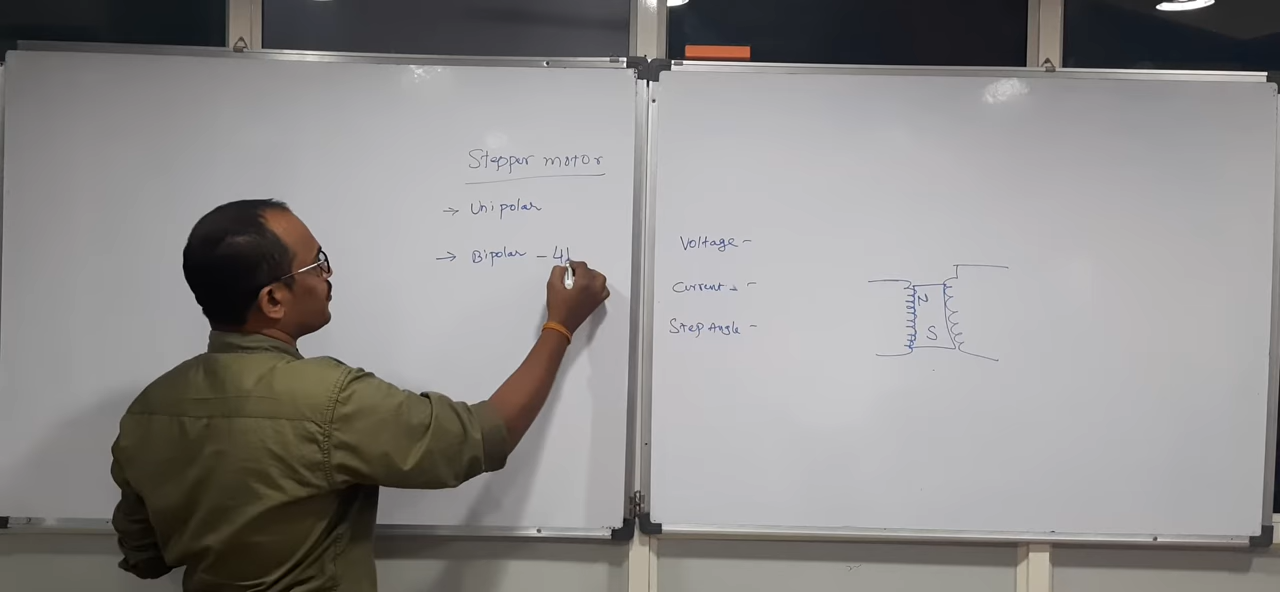 Stepper motor
→ Unipolar
→ Bipolar - 4
Voltage -
Current -
Step Angle -
N
S